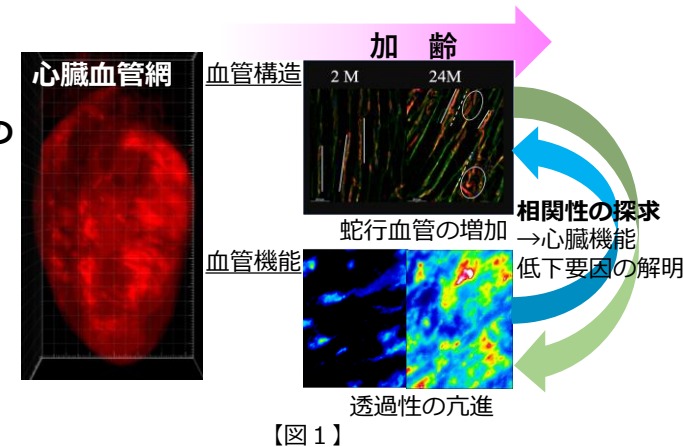 加 齢
心臓血管網
血管構造
2 M 24M
の
蛇行血管の増加
相関性の探求
→心臓機能
低下要因の解明
血管機能
透過性の亢進
【図１】